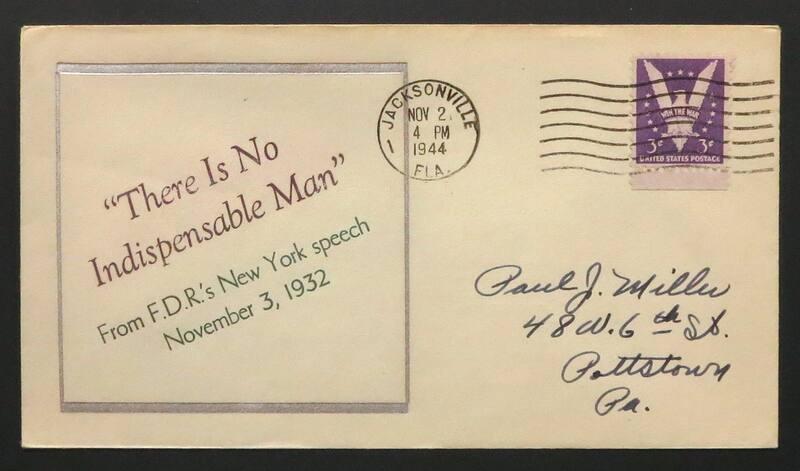 "There Is No
Indispensable Man"
From F.D.R.'s New York speech
November 3, 1932
JACKSONVILLE
1
NOV 2
4 PM
1944
FLA.
WIN THE WAR
3¢ 3¢
UNITED STATES POSTAGE
Paul J. Miller
48 W. 6th St.
Pottstown
Pa.